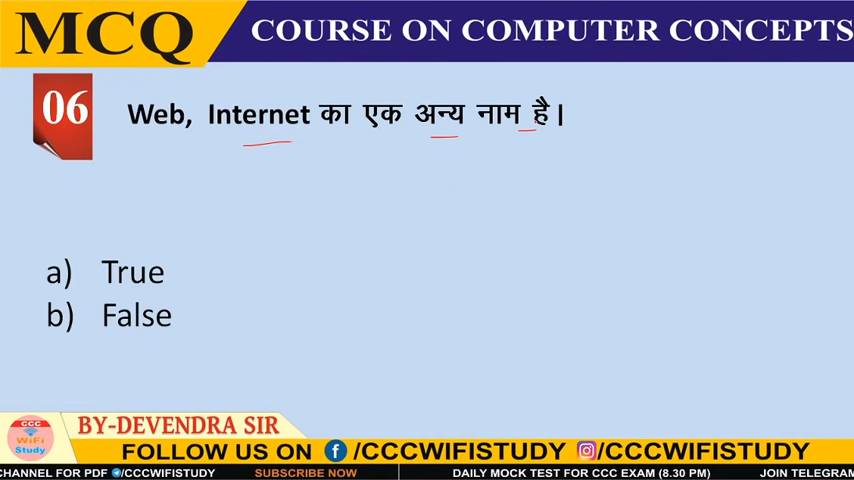 MCQ
COURSE ON COMPUTER CONCEPTS
06
Web, Internet का एक अन्य नाम है।
a) True
b) False
CCC
WiFi
Study
BY-DEVENDRA SIR
FOLLOW US ON f/CCCWIFISTUDY /CCCWIFISTUDY
CHANNEL FOR PDF /CCCWIFISTUDY SUBSCRIBE NOW DAILY MOCK TEST FOR CCC EXAM (8.30 PM) JOIN TELEGRAM